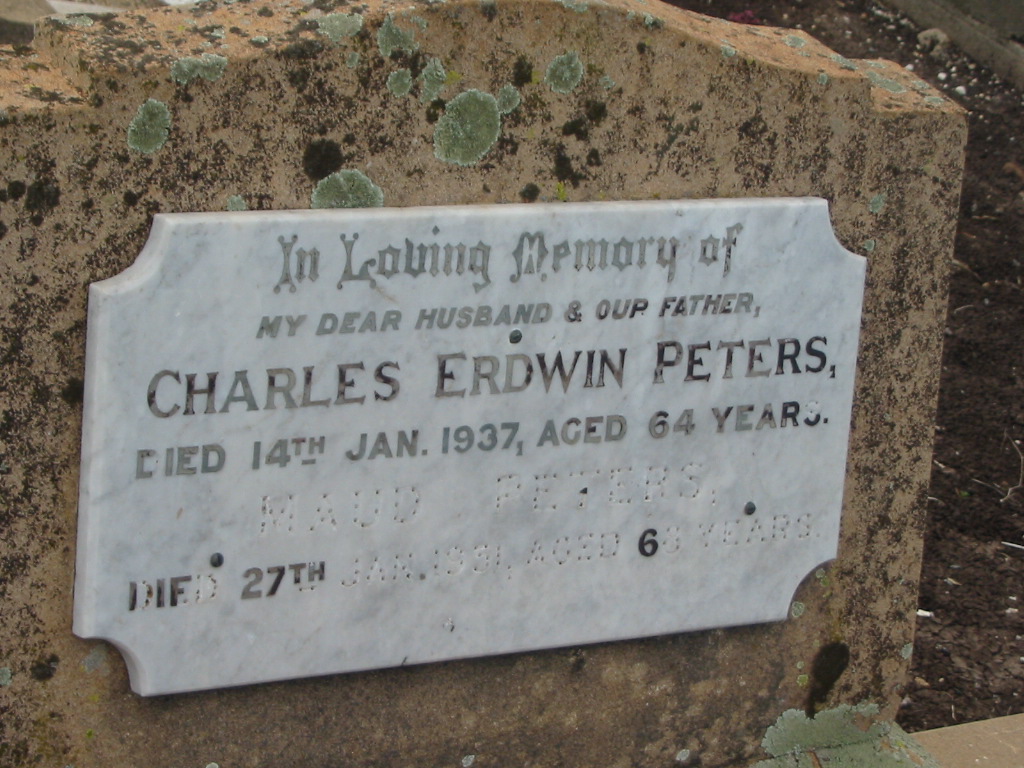 In Loving Memory of
MY DEAR HUSBAND & OUR FATHER,
CHARLES ERDWIN PETERS,
DIED 14TH JAN. 1937, AGED 64 YEARS.
MAUD PETERS,
DIED 27TH JAN. AGED YEARS.